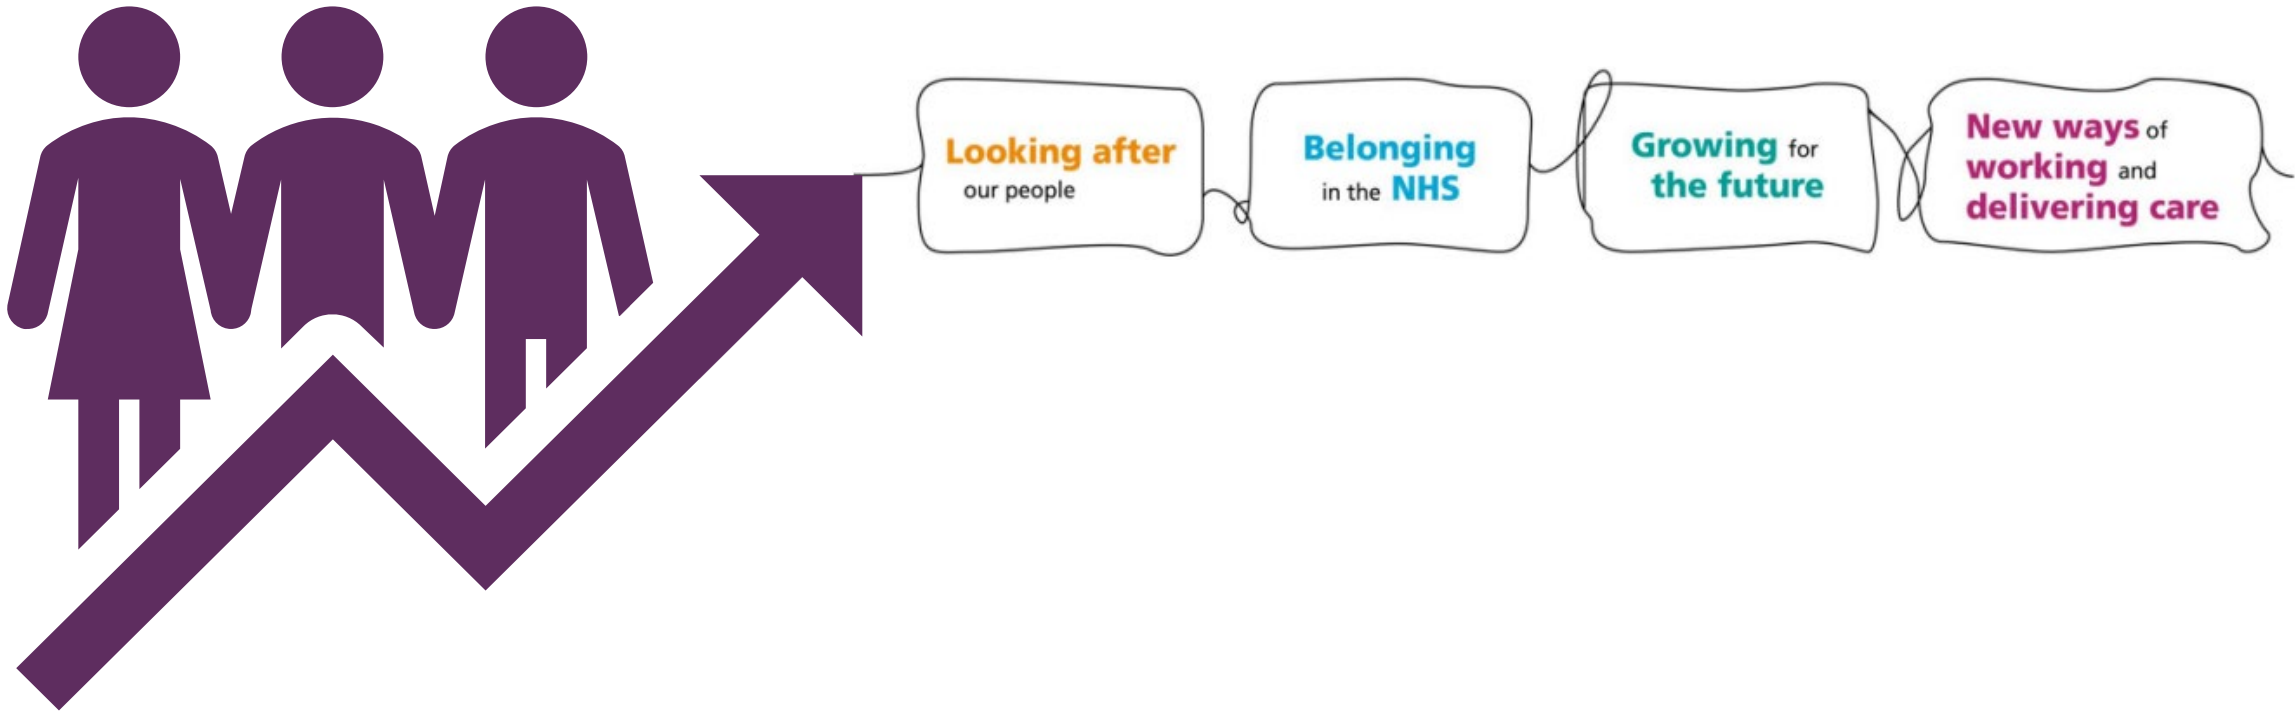 Looking after
our people
Belonging
in the NHS
Growing for
the future
New ways of
working and
delivering care